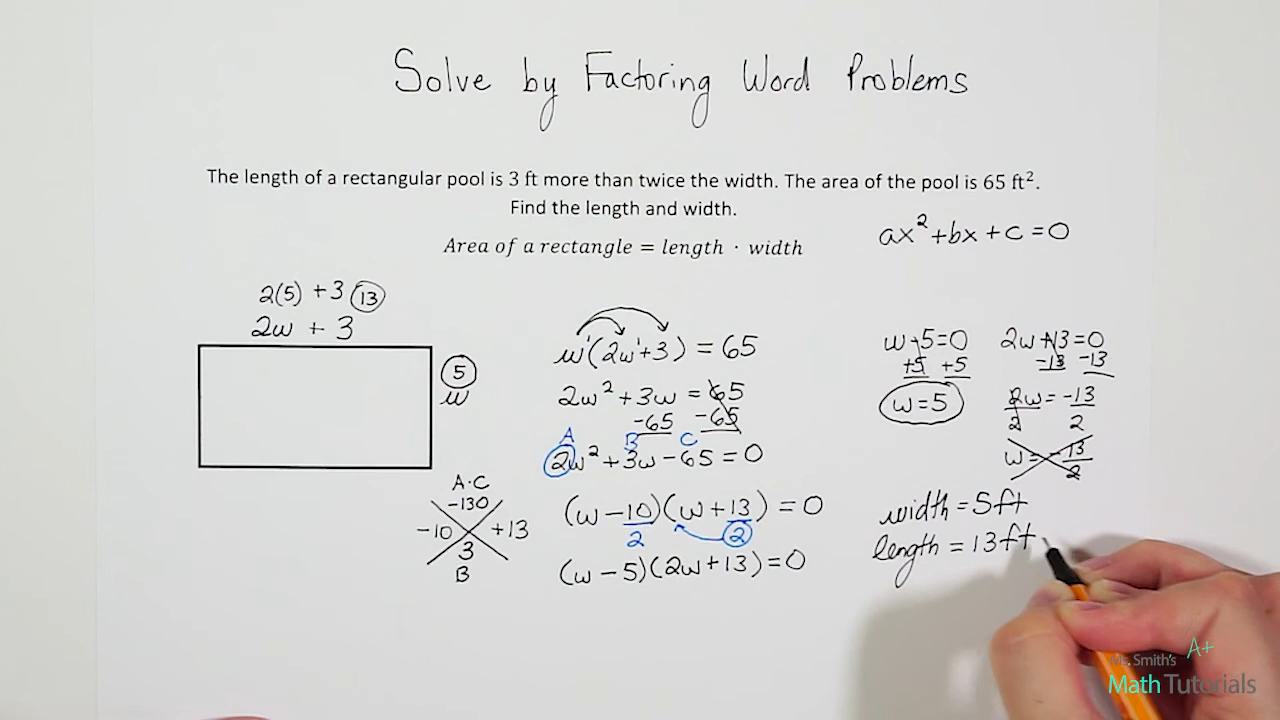 Solve by Factoring Word Problems
The length of a rectangular pool is 3 ft more than twice the width. The area of the pool is 65 ft².
Find the length and width.
Area of a rectangle = length · width
ax² + bx + c = 0
2(5) + 3 13
2w + 3
5
w
w(2w + 3) = 65
2w² + 3w = 65
-65 -65
A B C
2w² + 3w - 65 = 0
(w - 10)(w + 13) = 0
2 2
(w - 5)(2w + 13) = 0
A·C
-130
-10 +13
3
B
w - 5 = 0
+5 +5
w = 5
2w + 13 = 0
-13 -13
2w = -13
2 2
w = -13/2
width = 5ft
length = 13ft
Ms. Smith's A+
Math Tutorials